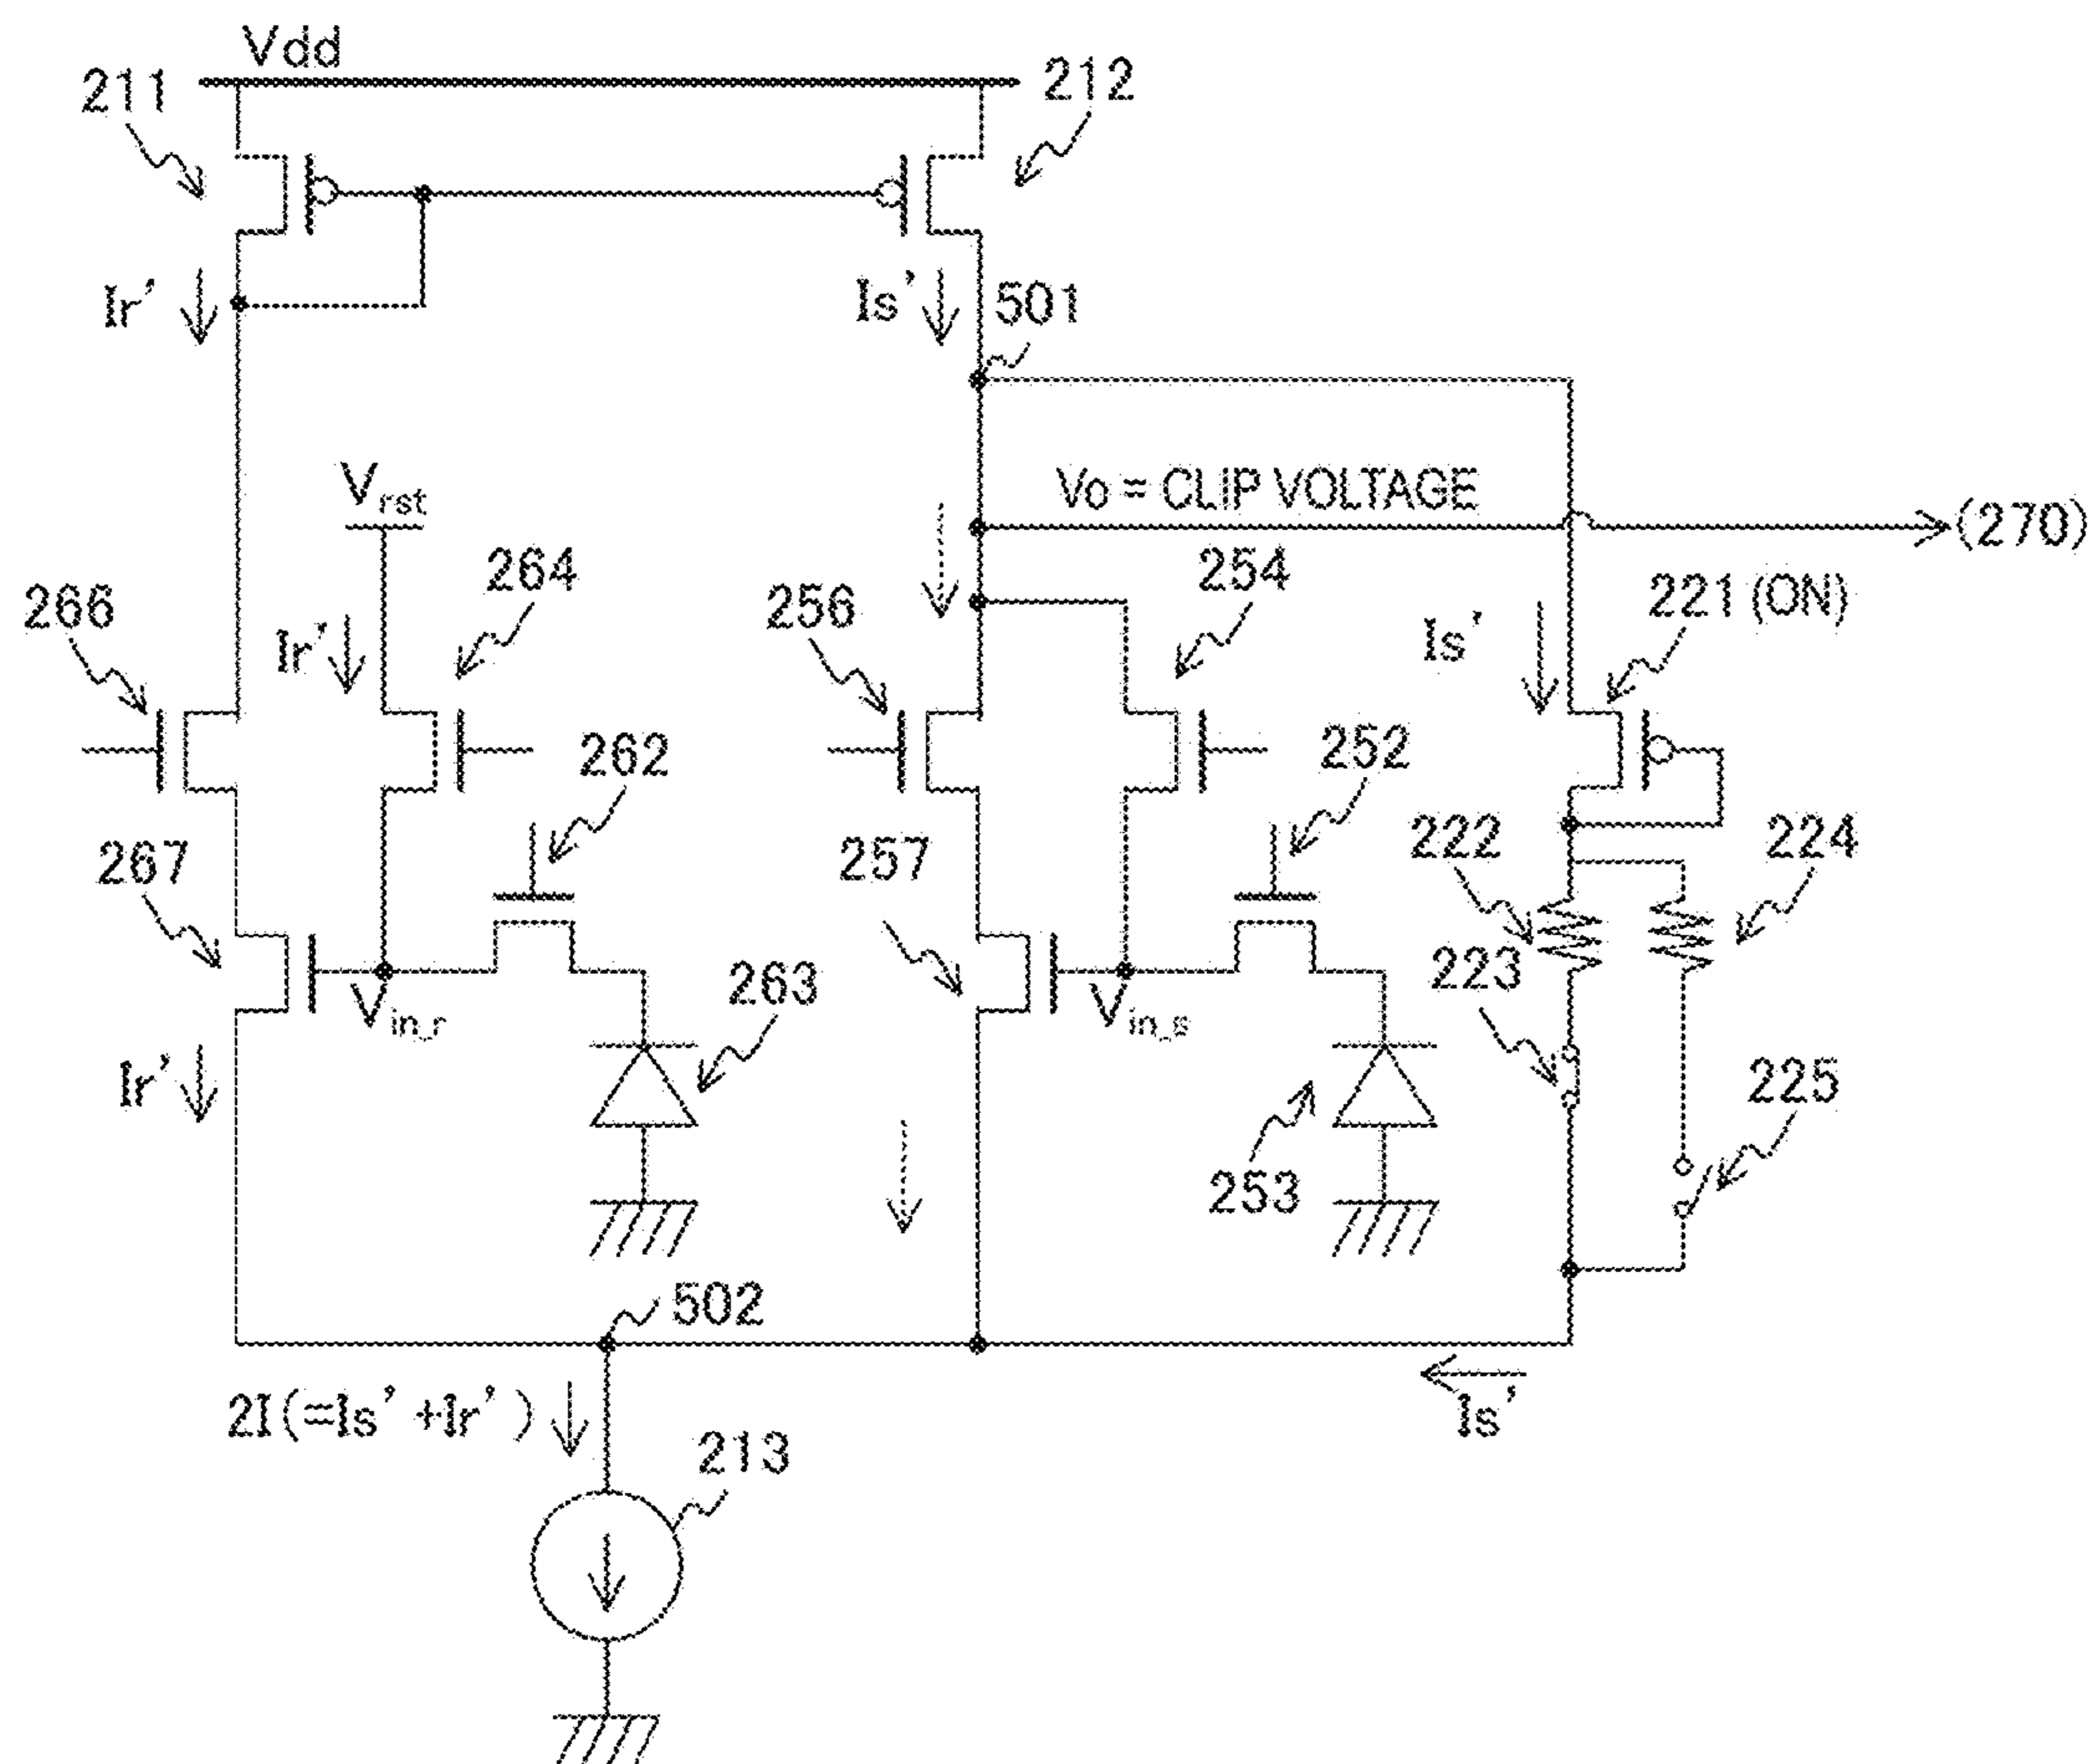 Vdd
211
212
Ir’
Is’
501
Vrst
Vo = CLIP VOLTAGE
(270)
264
254
266
256
221 (ON)
Ir’
Is’
262
252
267
257
222
224
263
223
Vin_r
Vin_s
Ir’
225
253
502
2I(=Is’+Ir’)
Is’
213